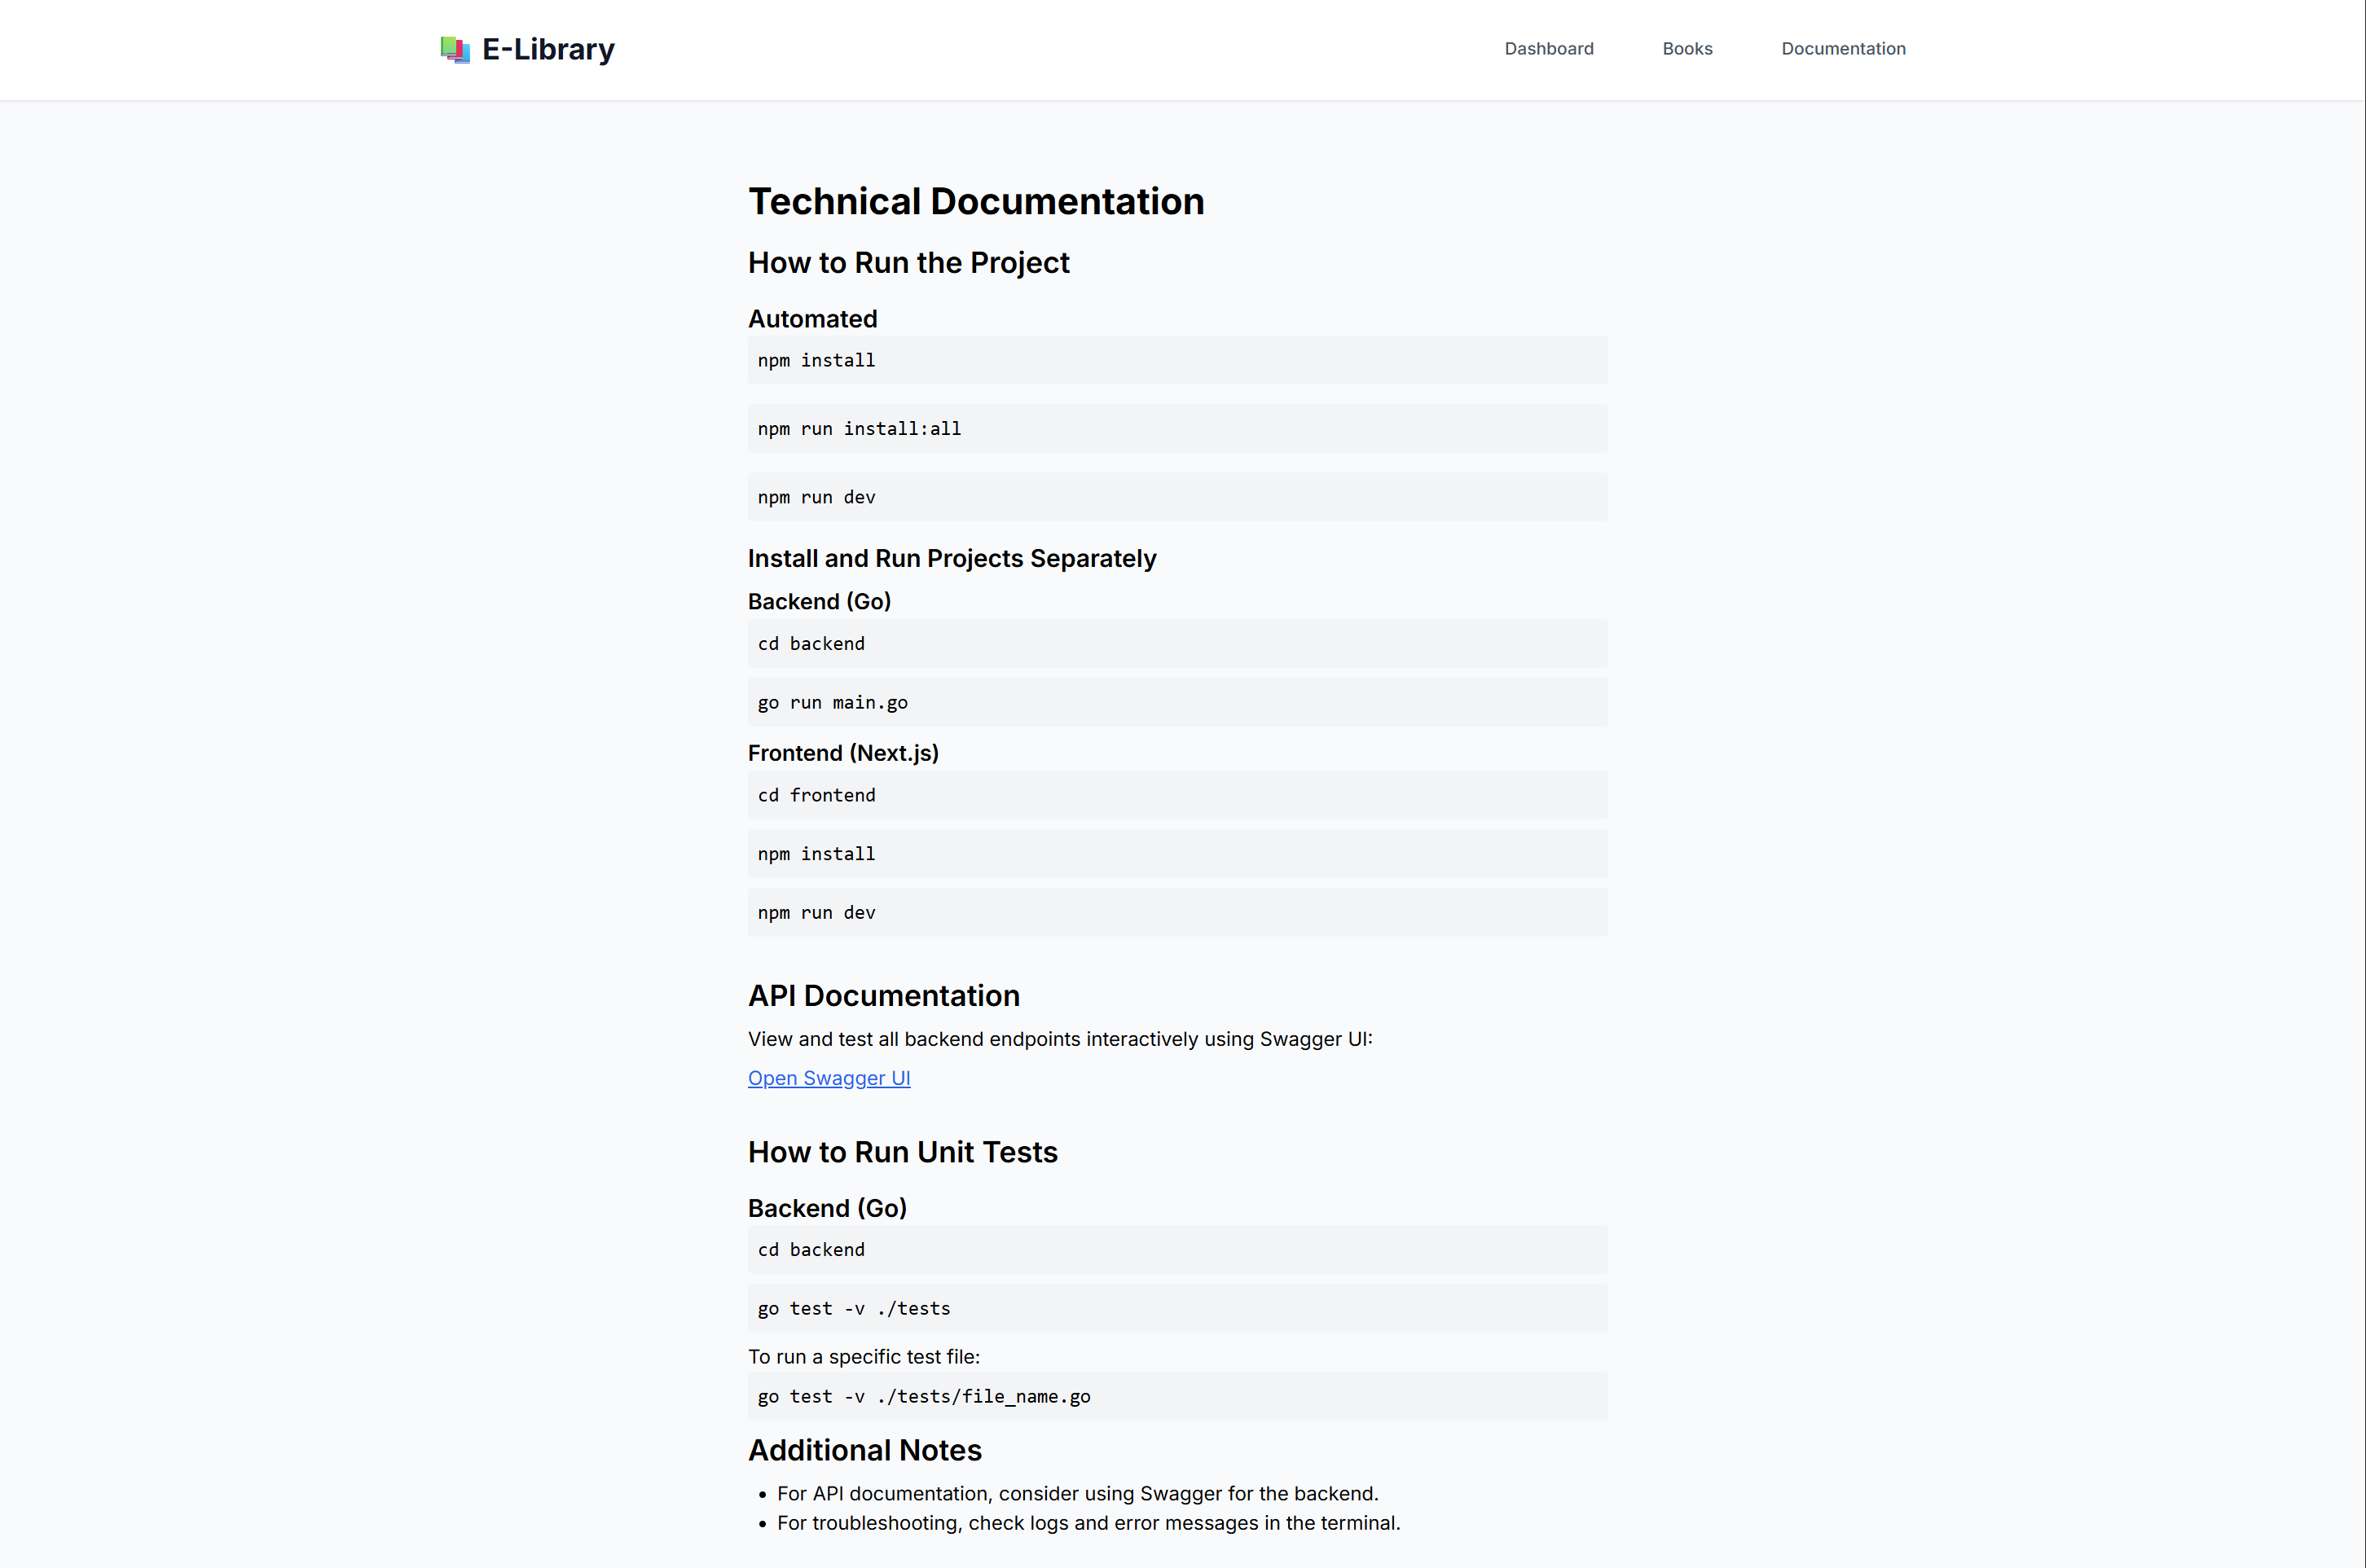 E-Library
Dashboard Books Documentation
Technical Documentation
How to Run the Project
Automated
npm install
npm run install:all
npm run dev
Install and Run Projects Separately
Backend (Go)
cd backend
go run main.go
Frontend (Next.js)
cd frontend
npm install
npm run dev
API Documentation
View and test all backend endpoints interactively using Swagger UI:
Open Swagger UI
How to Run Unit Tests
Backend (Go)
cd backend
go test -v ./tests
To run a specific test file:
go test -v ./tests/file_name.go
Additional Notes
• For API documentation, consider using Swagger for the backend.
• For troubleshooting, check logs and error messages in the terminal.